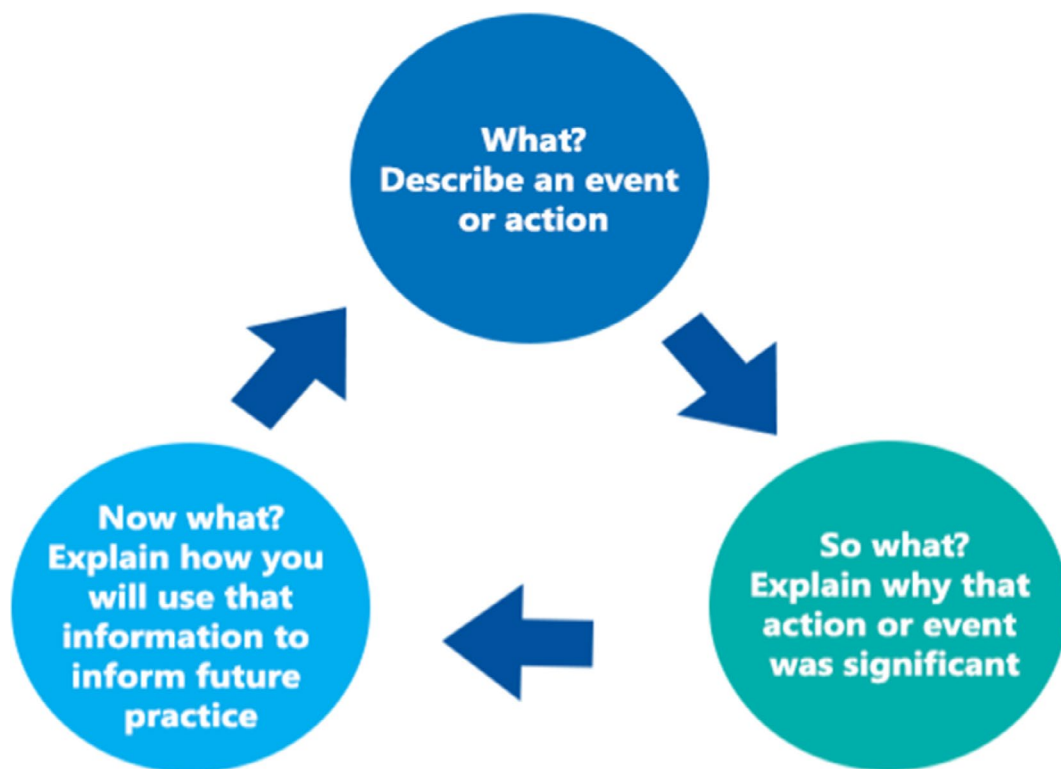 What?
Describe an event
or action
So what?
Explain why that
action or event
was significant
Now what?
Explain how you
will use that
information to
inform future
practice